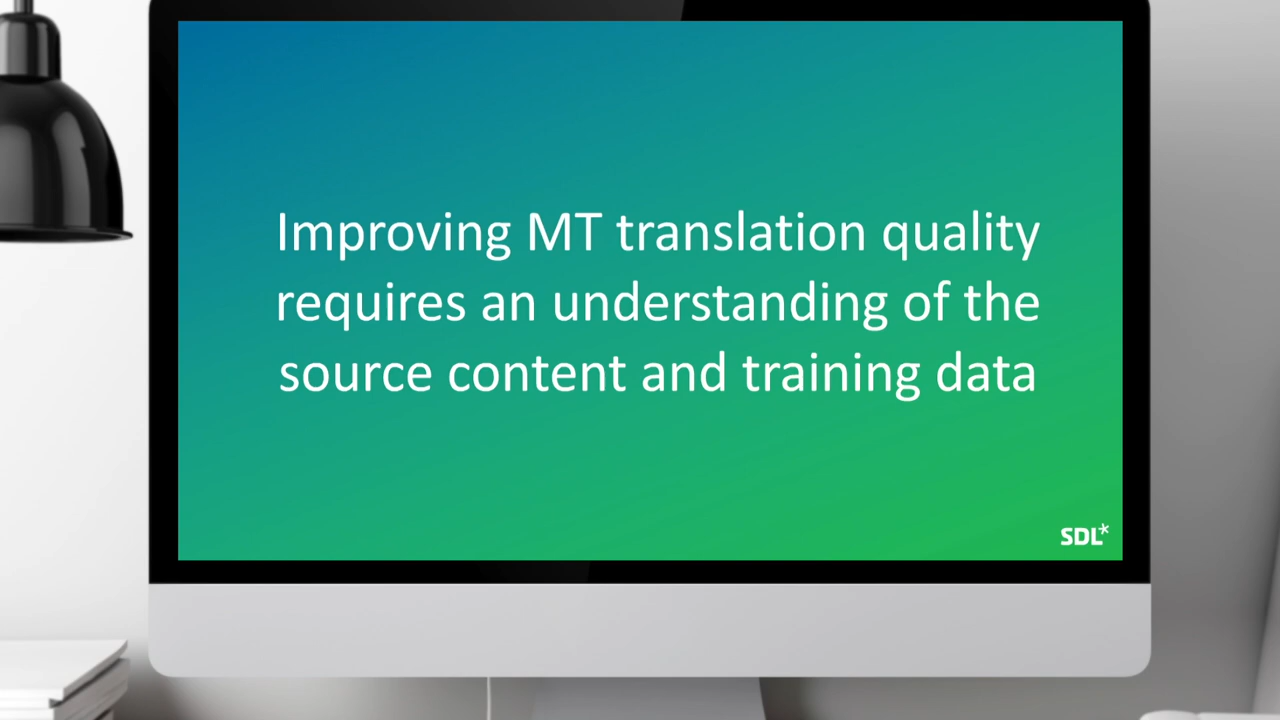 Improving MT translation quality
requires an understanding of the
source content and training data
SDL*